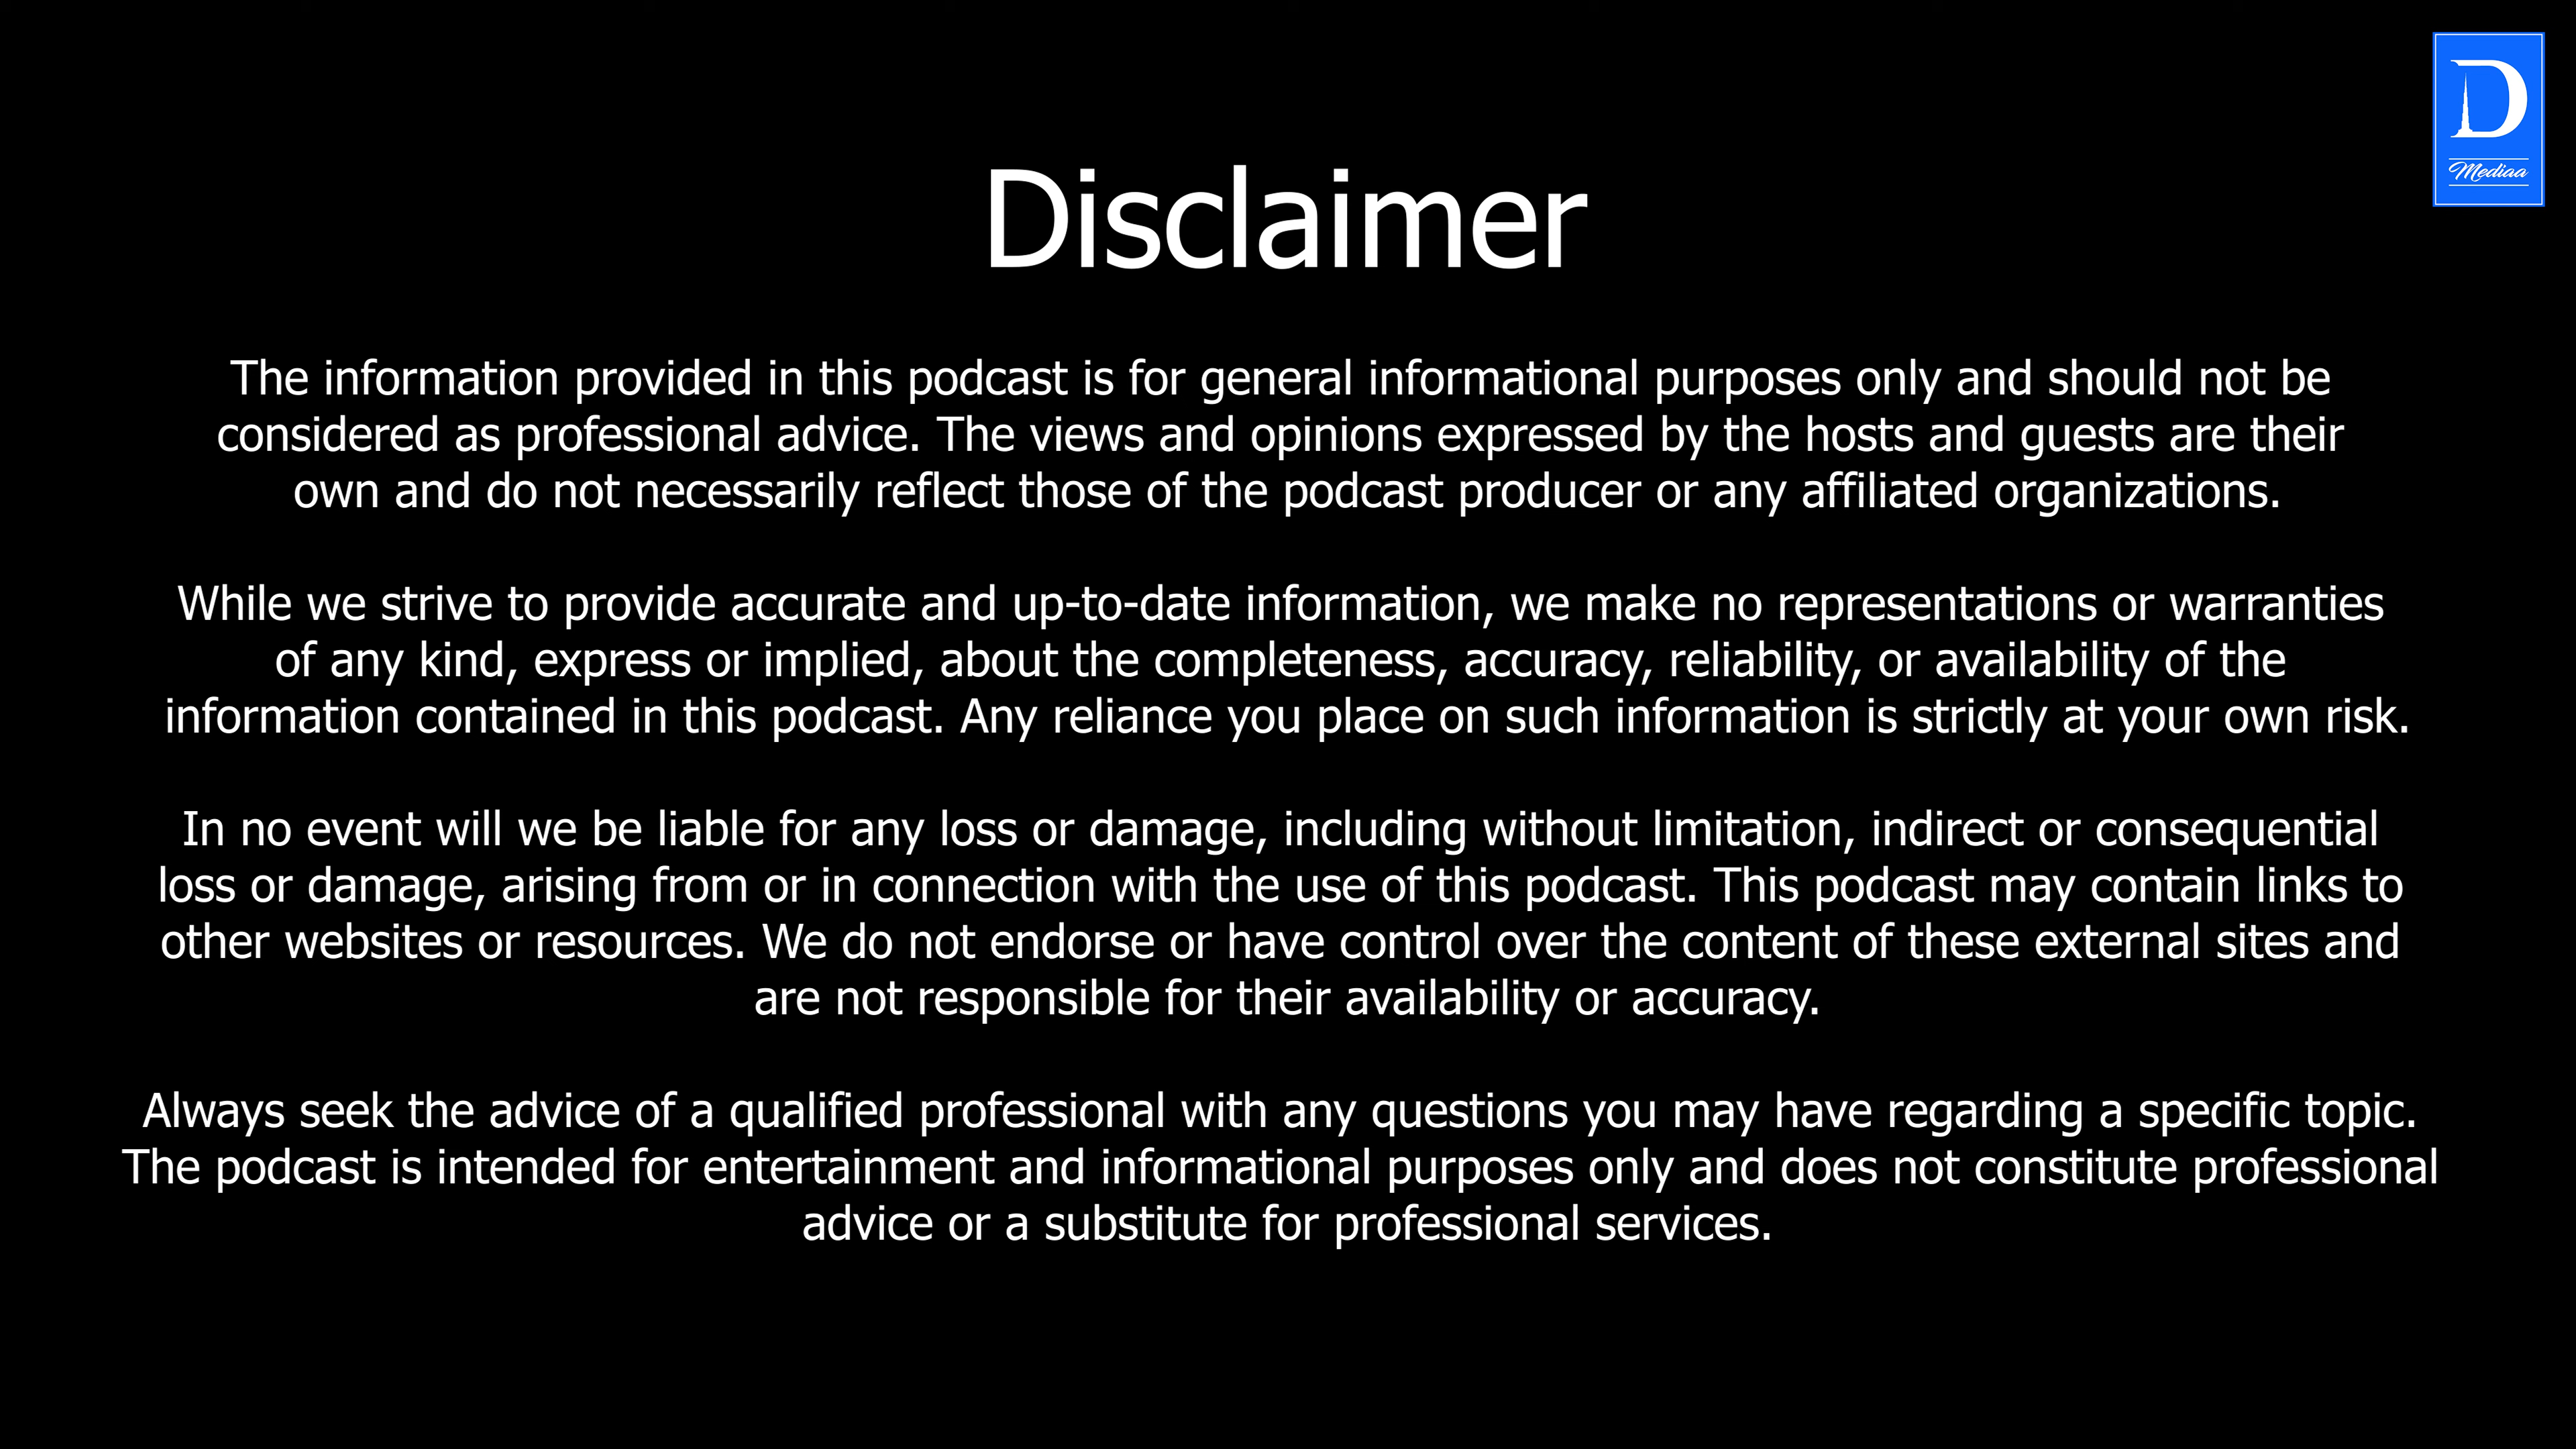 D
Mediaa
Disclaimer
The information provided in this podcast is for general informational purposes only and should not be
considered as professional advice. The views and opinions expressed by the hosts and guests are their
own and do not necessarily reflect those of the podcast producer or any affiliated organizations.
While we strive to provide accurate and up-to-date information, we make no representations or warranties
of any kind, express or implied, about the completeness, accuracy, reliability, or availability of the
information contained in this podcast. Any reliance you place on such information is strictly at your own risk.
In no event will we be liable for any loss or damage, including without limitation, indirect or consequential
loss or damage, arising from or in connection with the use of this podcast. This podcast may contain links to
other websites or resources. We do not endorse or have control over the content of these external sites and
are not responsible for their availability or accuracy.
Always seek the advice of a qualified professional with any questions you may have regarding a specific topic.
The podcast is intended for entertainment and informational purposes only and does not constitute professional
advice or a substitute for professional services.